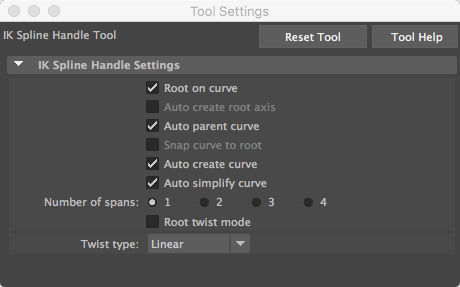 Tool Settings
IK Spline Handle Tool Reset Tool Tool Help
IK Spline Handle Settings
Root on curve
Auto create root axis
Auto parent curve
Snap curve to root
Auto create curve
Auto simplify curve
Number of spans: 1 2 3 4
Root twist mode
Twist type: Linear